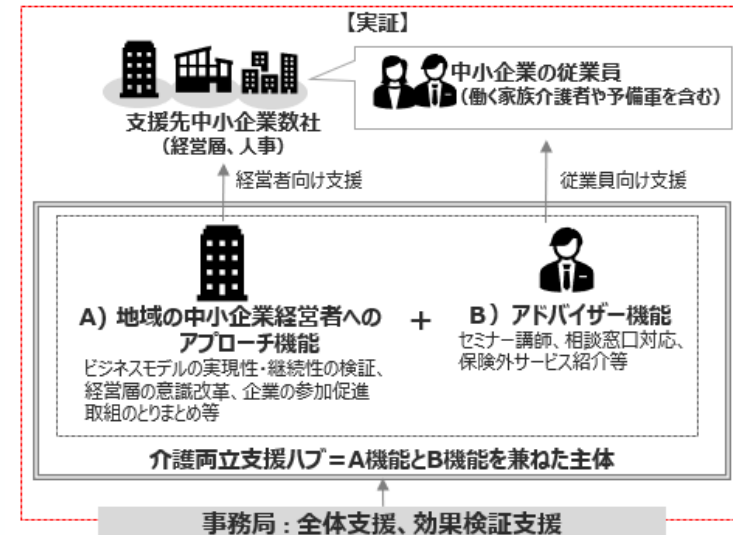 【実証】
中小企業の従業員
（働く家族介護者や予備軍を含む）
支援先中小企業数社
（経営層、人事）
経営者向け支援
従業員向け支援
A）地域の中小企業経営者への
アプローチ機能
ビジネスモデルの実現性・継続性の検証、
経営層の意識改革、企業の参加促進
取組のとりまとめ等
＋
B）アドバイザー機能
セミナー講師、相談窓口対応、
保険外サービス紹介等
介護両立支援ハブ＝A機能とB機能を兼ねた主体
事務局：全体支援、効果検証支援